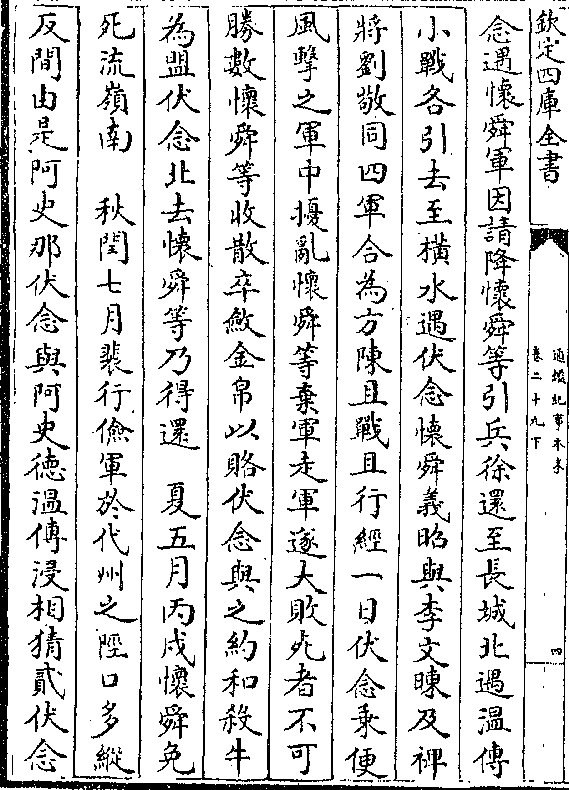 欽定四庫全書
通鑑紀事本末
卷二十九下
四
念遇懷舜軍因請降懷舜等引兵徐還至長城北遇溫傅
小戰各引去至橫水遇伏念懷舜義昭與李文暕及裨
將劉敬同四軍合為方陳且戰且行經一日伏念乗便
風擊之軍中擾亂懷舜等棄軍走軍遂大敗死者不可
勝數懷舜等收散卒斂金帛以賂伏念與之約和殺牛
為盟伏念北去懷舜等乃得還　夏五月丙戌懷舜免
死流嶺南　秋閏七月裴行儉軍於代州之陘口多縱
反間由是阿史那伏念與阿史德溫傅浸相猜貳伏念